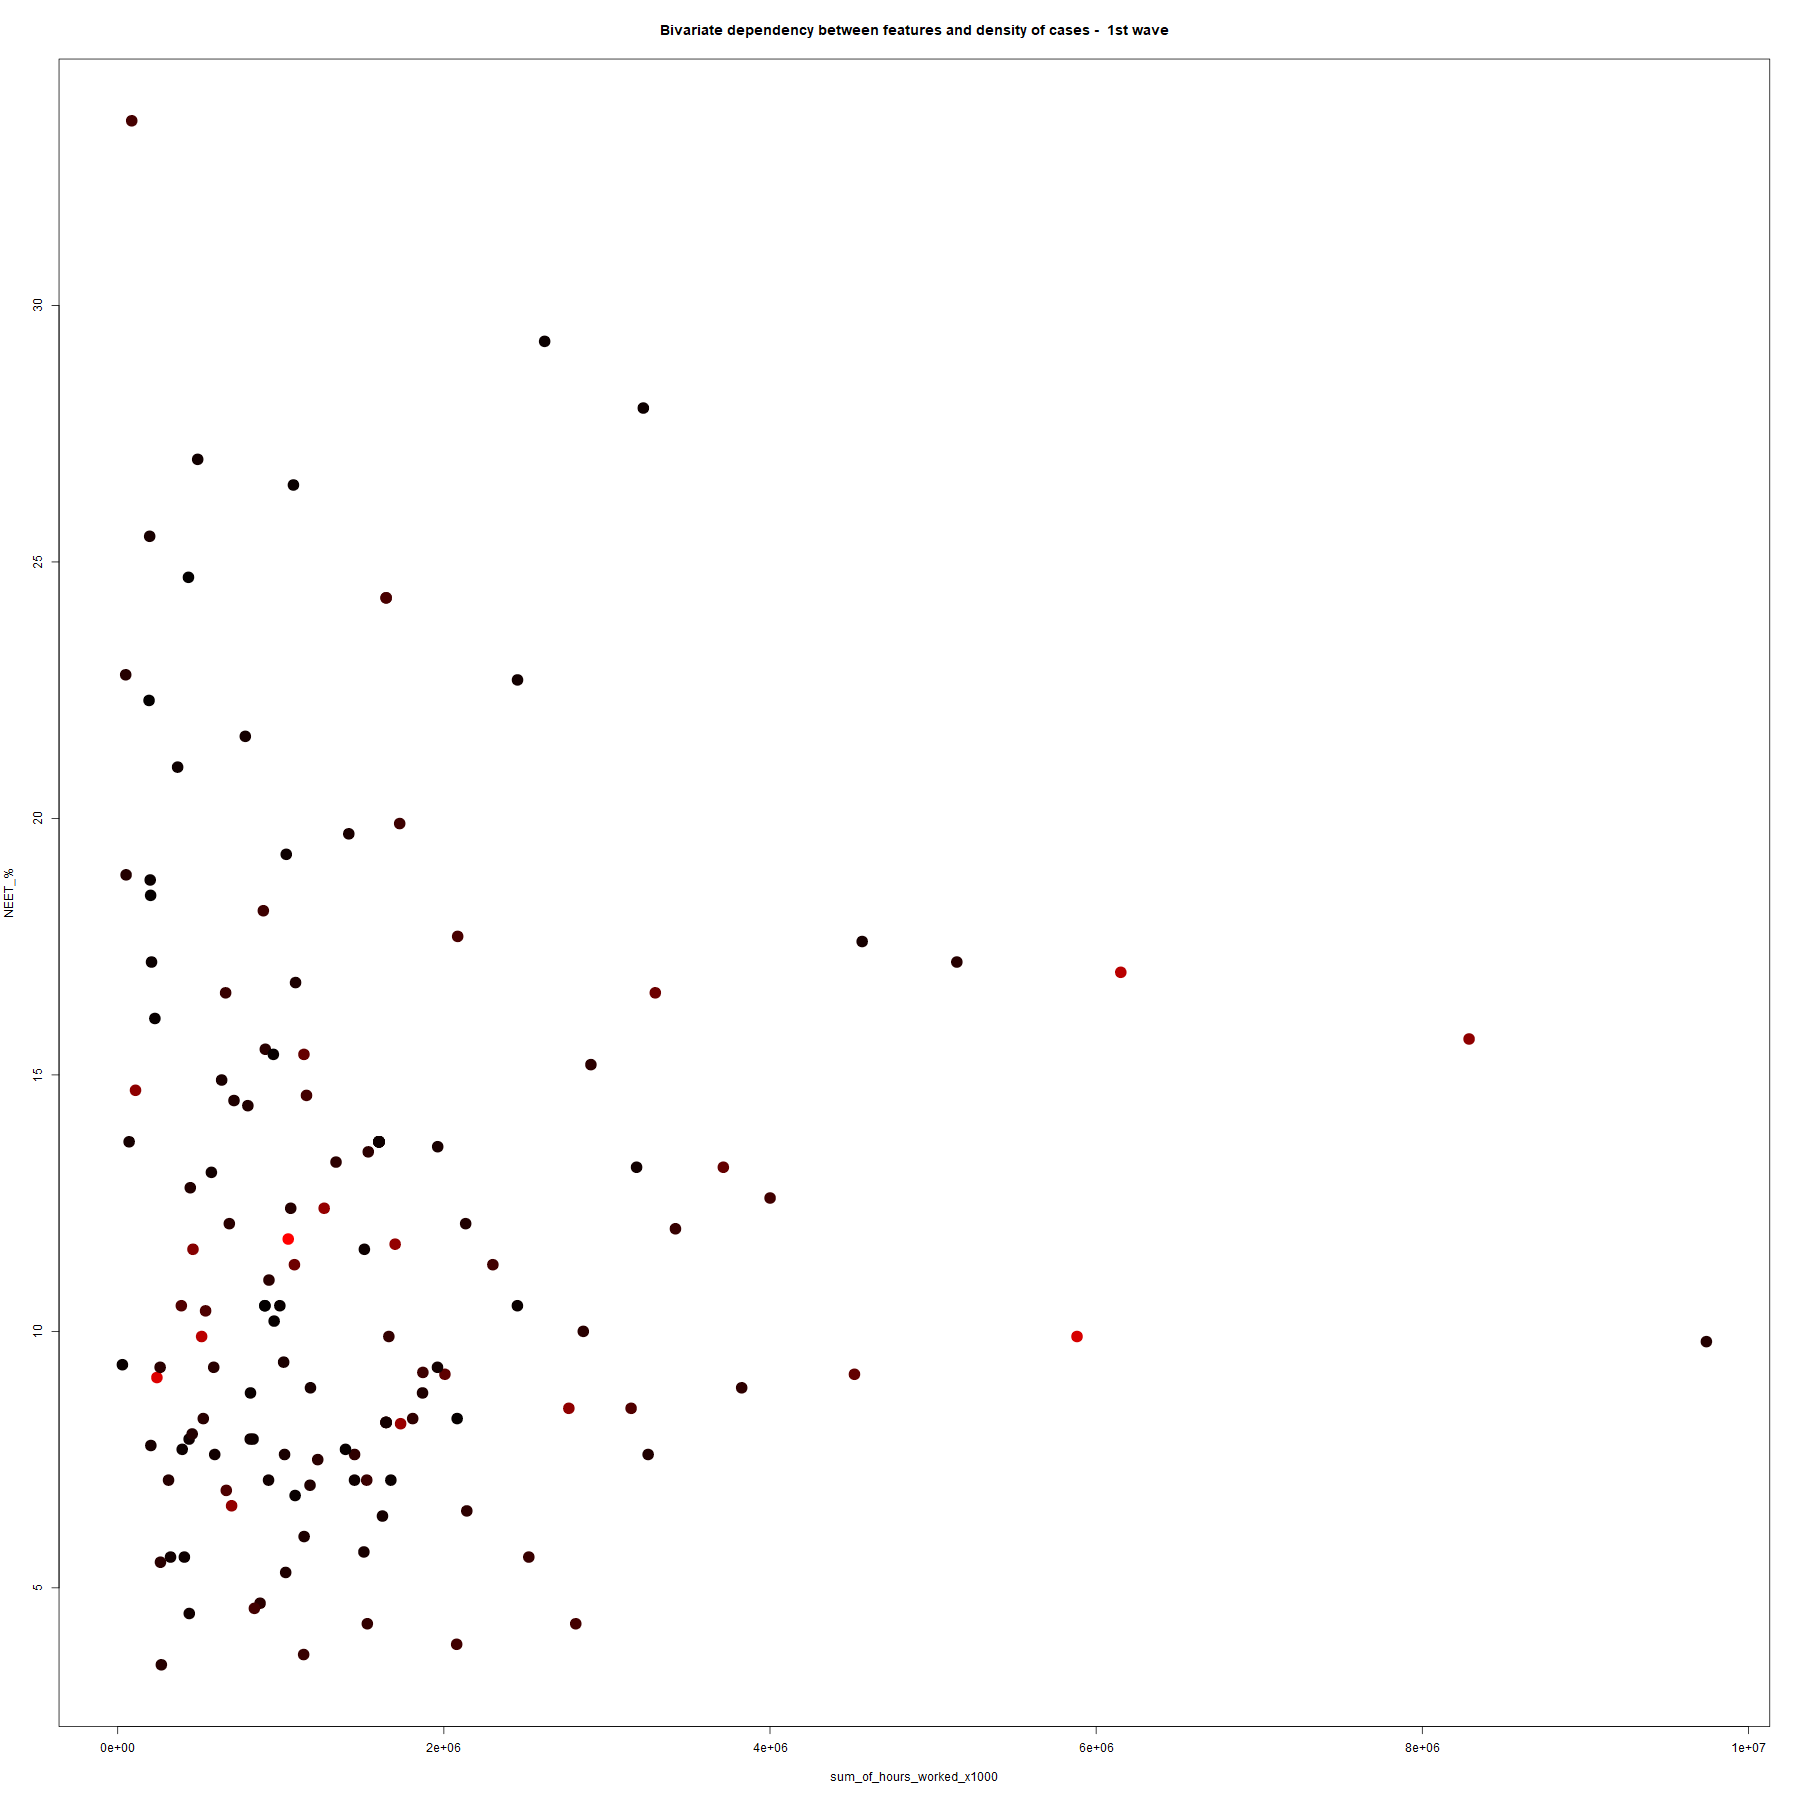 Bivariate dependency between features and density of cases -  1st wave
30
25
20
15
10
5
NEET_%
0e+00 2e+06 4e+06 6e+06 8e+06 1e+07
sum_of_hours_worked_x1000